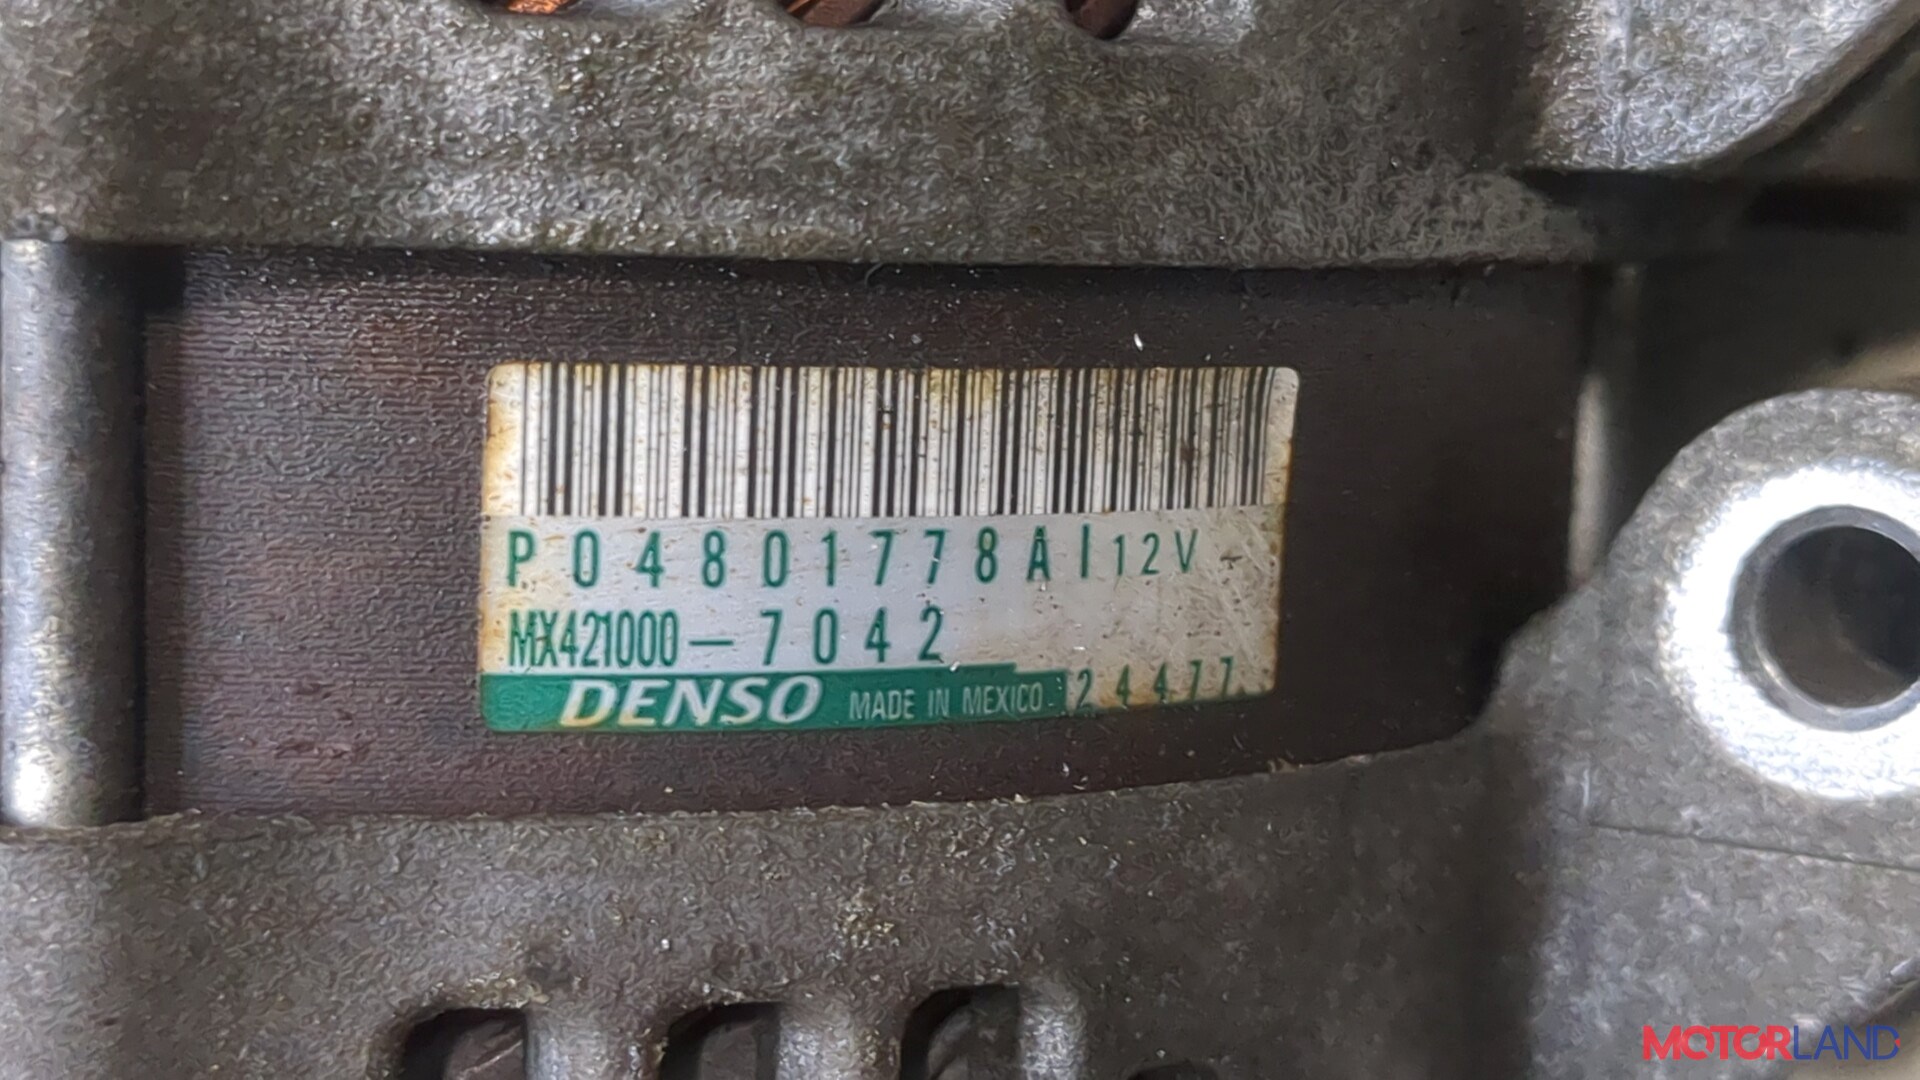 P04801778AI 12V
MX421000-7042
DENSO MADE IN MEXICO 24477
MOTORLAND